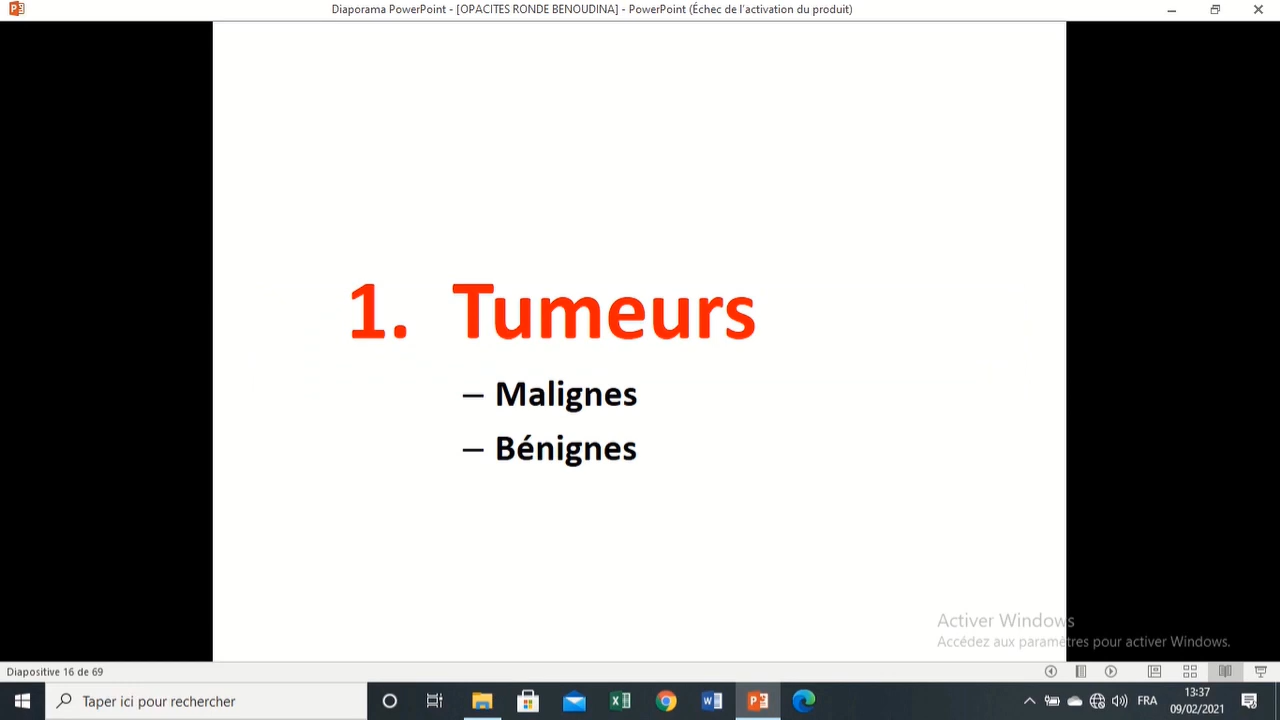 Diaporama PowerPoint - [OPACITES RONDE BENOUDINA] - PowerPoint (Échec de l'activation du produit)
1. Tumeurs
– Malignes
– Bénignes
Activer Windows
Accédez aux paramètres pour activer Windows.
Diapositive 16 de 69
Taper ici pour rechercher
FRA
13:37
09/02/2021